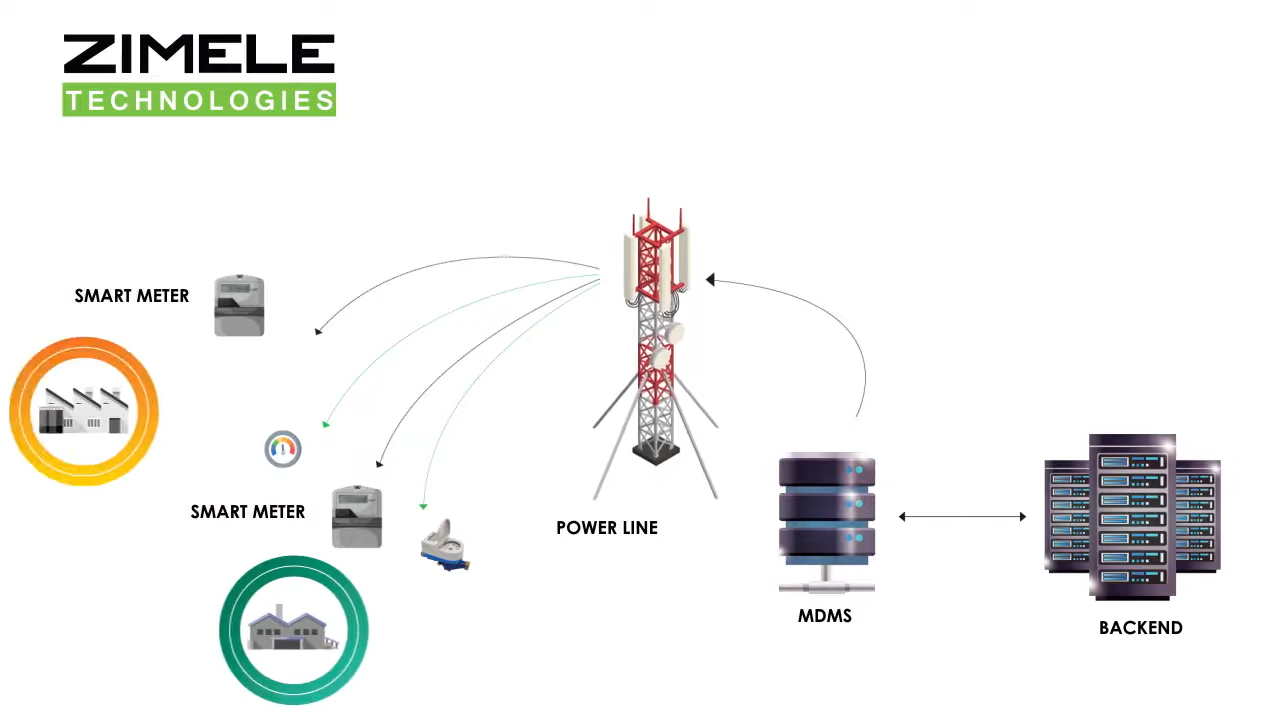 ZIMELE
TECHNOLOGIES
SMART METER
SMART METER
POWER LINE
MDMS
BACKEND